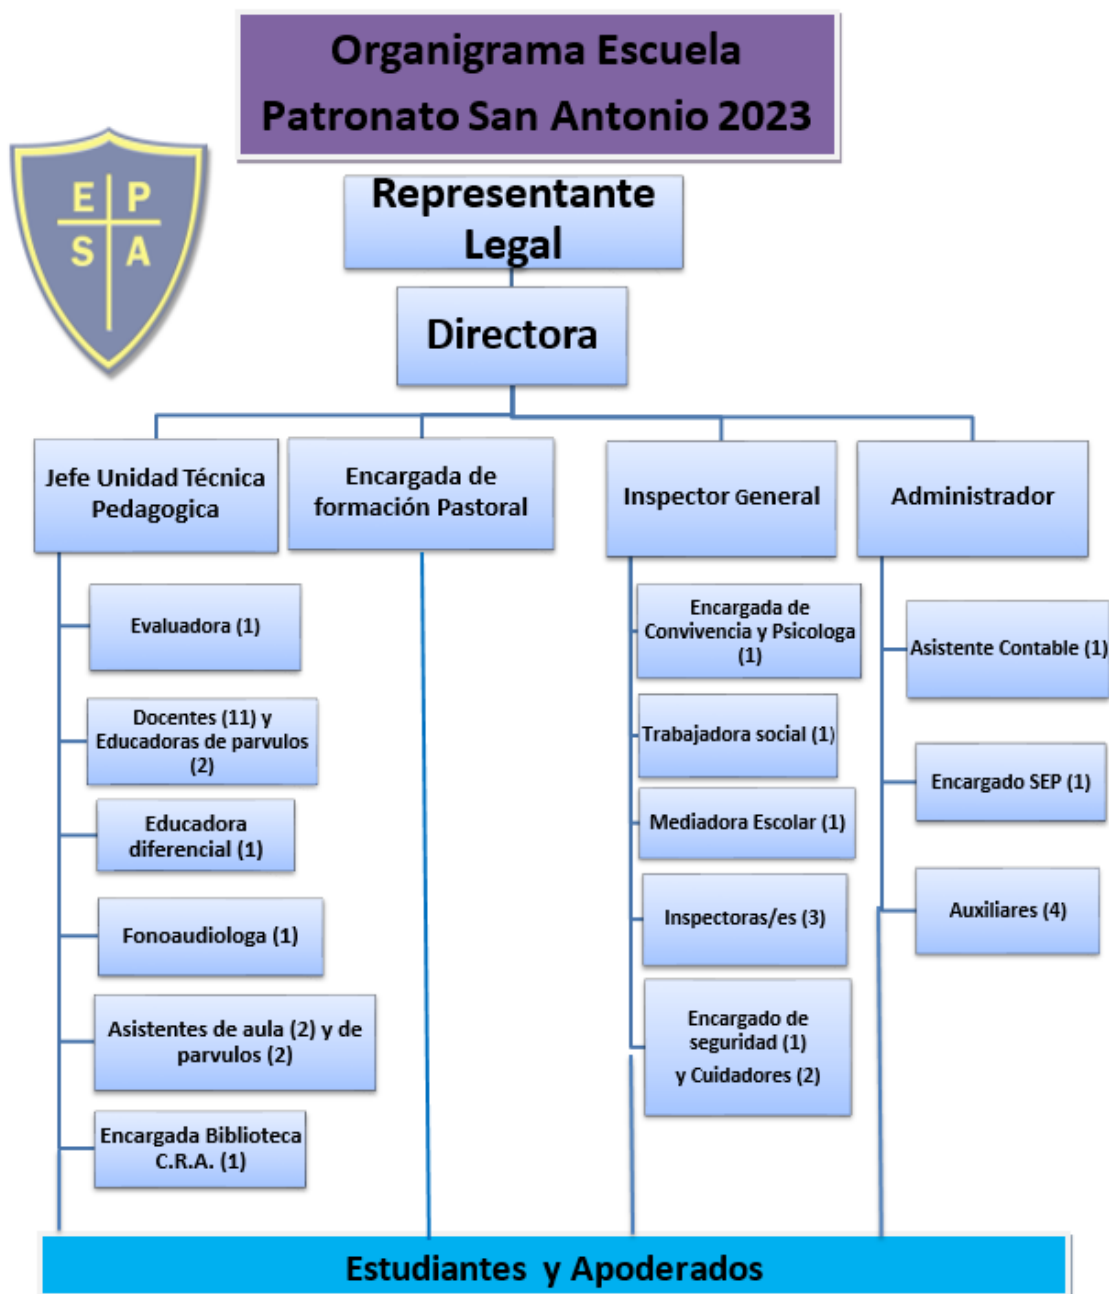 Organigrama Escuela
Patronato San Antonio 2023
E P
S A
Representante
Legal
Directora
Jefe Unidad Técnica
Pedagogica
Encargada de
formación Pastoral
Inspector General
Administrador
Evaluadora (1)
Docentes (11) y
Educadoras de parvulos
(2)
Educadora
diferencial (1)
Fonoaudiologa (1)
Asistentes de aula (2) y de
parvulos (2)
Encargada Biblioteca
C.R.A. (1)
Encargada de
Convivencia y Psicologa
(1)
Trabajadora social (1)
Mediadora Escolar (1)
Inspectoras/es (3)
Encargado de
seguridad (1)
y Cuidadores (2)
Asistente Contable (1)
Encargado SEP (1)
Auxiliares (4)
Estudiantes y Apoderados